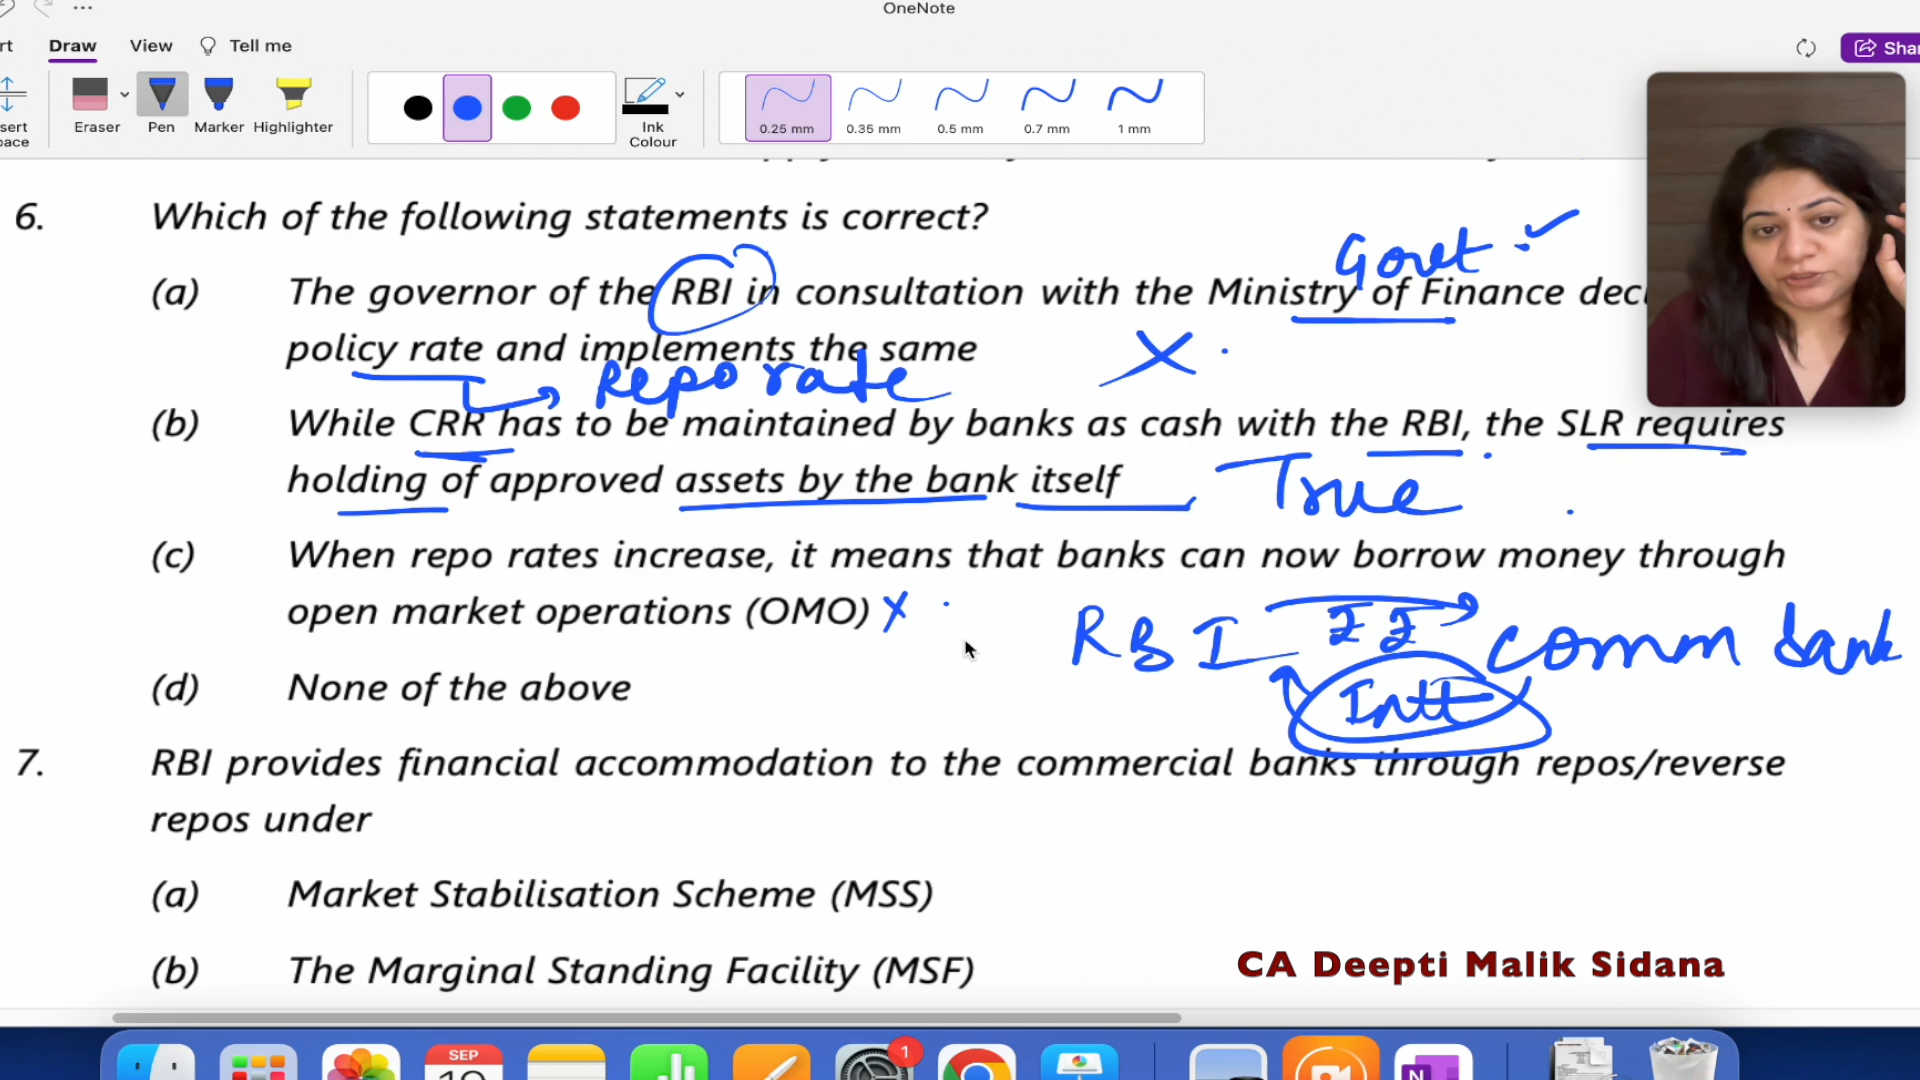 OneNote
rt Draw View Tell me Shar
sert pace Eraser Pen Marker Highlighter Ink Colour 0.25 mm 0.35 mm 0.5 mm 0.7 mm 1 mm
6. Which of the following statements is correct?
Govt
(a) The governor of the RBI in consultation with the Ministry of Finance decl
policy rate and implements the same X
Repo rate
(b) While CRR has to be maintained by banks as cash with the RBI, the SLR requires
holding of approved assets by the bank itself True
(c) When repo rates increase, it means that banks can now borrow money through
open market operations (OMO) X
RBI comm bank
Intt
(d) None of the above
7. RBI provides financial accommodation to the commercial banks through repos/reverse
repos under
(a) Market Stabilisation Scheme (MSS)
(b) The Marginal Standing Facility (MSF)
CA Deepti Malik Sidana
SEP 1
N